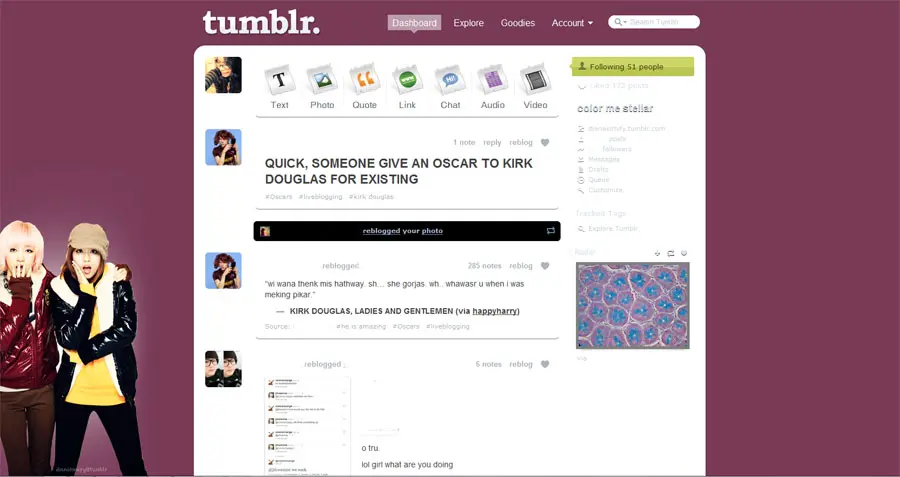 tumblr.
Dashboard Explore Goodies Account Search Tumblr
Text Photo Quote Link Chat Audio Video
Following 51 people
Liked 172 posts
color me stellar
posts
followers
Messages
Drafts
Queue
Customize
Tracked Tags
Explore Tumblr
Radar
via
1 note reply reblog
QUICK, SOMEONE GIVE AN OSCAR TO KIRK
DOUGLAS FOR EXISTING
#Oscars #liveblogging #kirk douglas
reblogged your photo
reblogged 285 notes reblog
"wi wana thenk mis hathway. sh... she gorjas. wh.. whawasr u when i was
meking pikar."
— KIRK DOUGLAS, LADIES AND GENTLEMEN (via happyharry)
Source: #he is amazing #Oscars #liveblogging
reblogged 6 notes reblog
o fru.
lol girl what are you doing